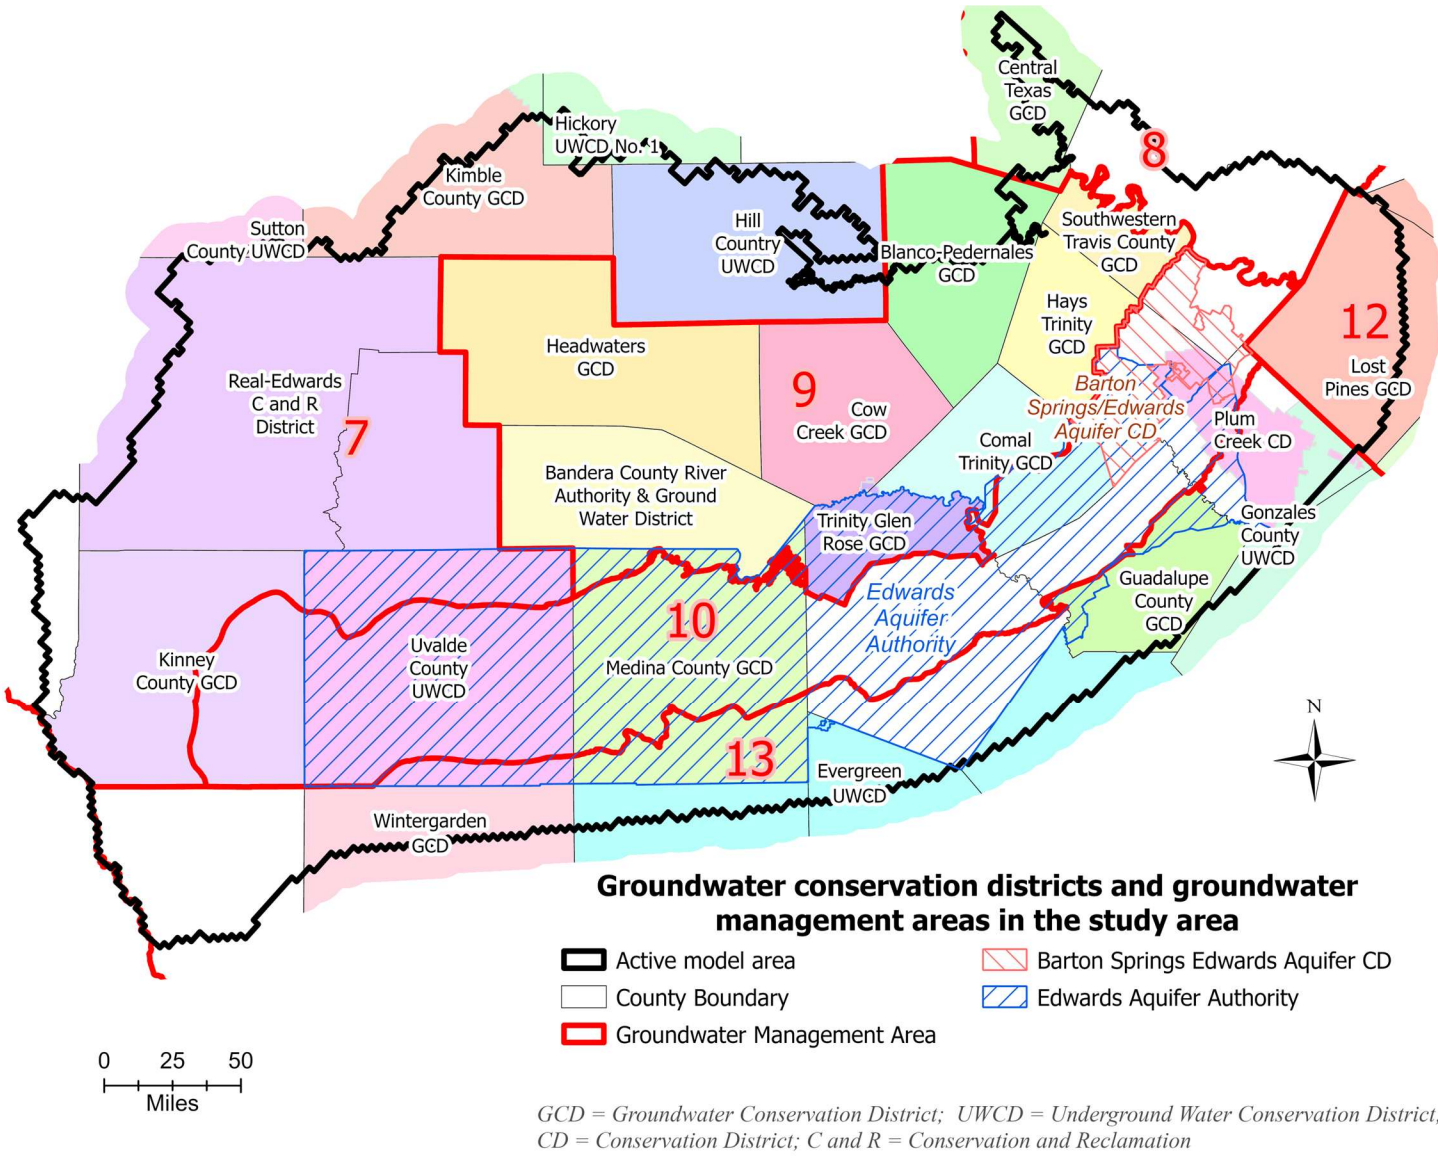 Central
Texas
GCD
8
Hickory
UWCD No. 1
Kimble
County GCD
Sutton
County UWCD
Hill
Country
UWCD
Blanco-Pedernales
GCD
Southwestern
Travis County
GCD
Hays
Trinity
GCD
12
Lost
Pines GCD
Headwaters
GCD
Real-Edwards
C and R
District
7
9
Cow
Creek GCD
Barton
Springs/Edwards
Aquifer CD
Plum
Creek CD
Comal
Trinity GCD
Bandera County River
Authority & Ground
Water District
Trinity Glen
Rose GCD
Gonzales
County
UWCD
Guadalupe
County
GCD
Edwards
Aquifer
Authority
10
Medina County GCD
Uvalde
County
UWCD
Kinney
County GCD
13
Evergreen
UWCD
Wintergarden
GCD
N
Groundwater conservation districts and groundwater
management areas in the study area
Active model area
County Boundary
Groundwater Management Area
Barton Springs Edwards Aquifer CD
Edwards Aquifer Authority
0 25 50
Miles
GCD = Groundwater Conservation District; UWCD = Underground Water Conservation District,
CD = Conservation District; C and R = Conservation and Reclamation